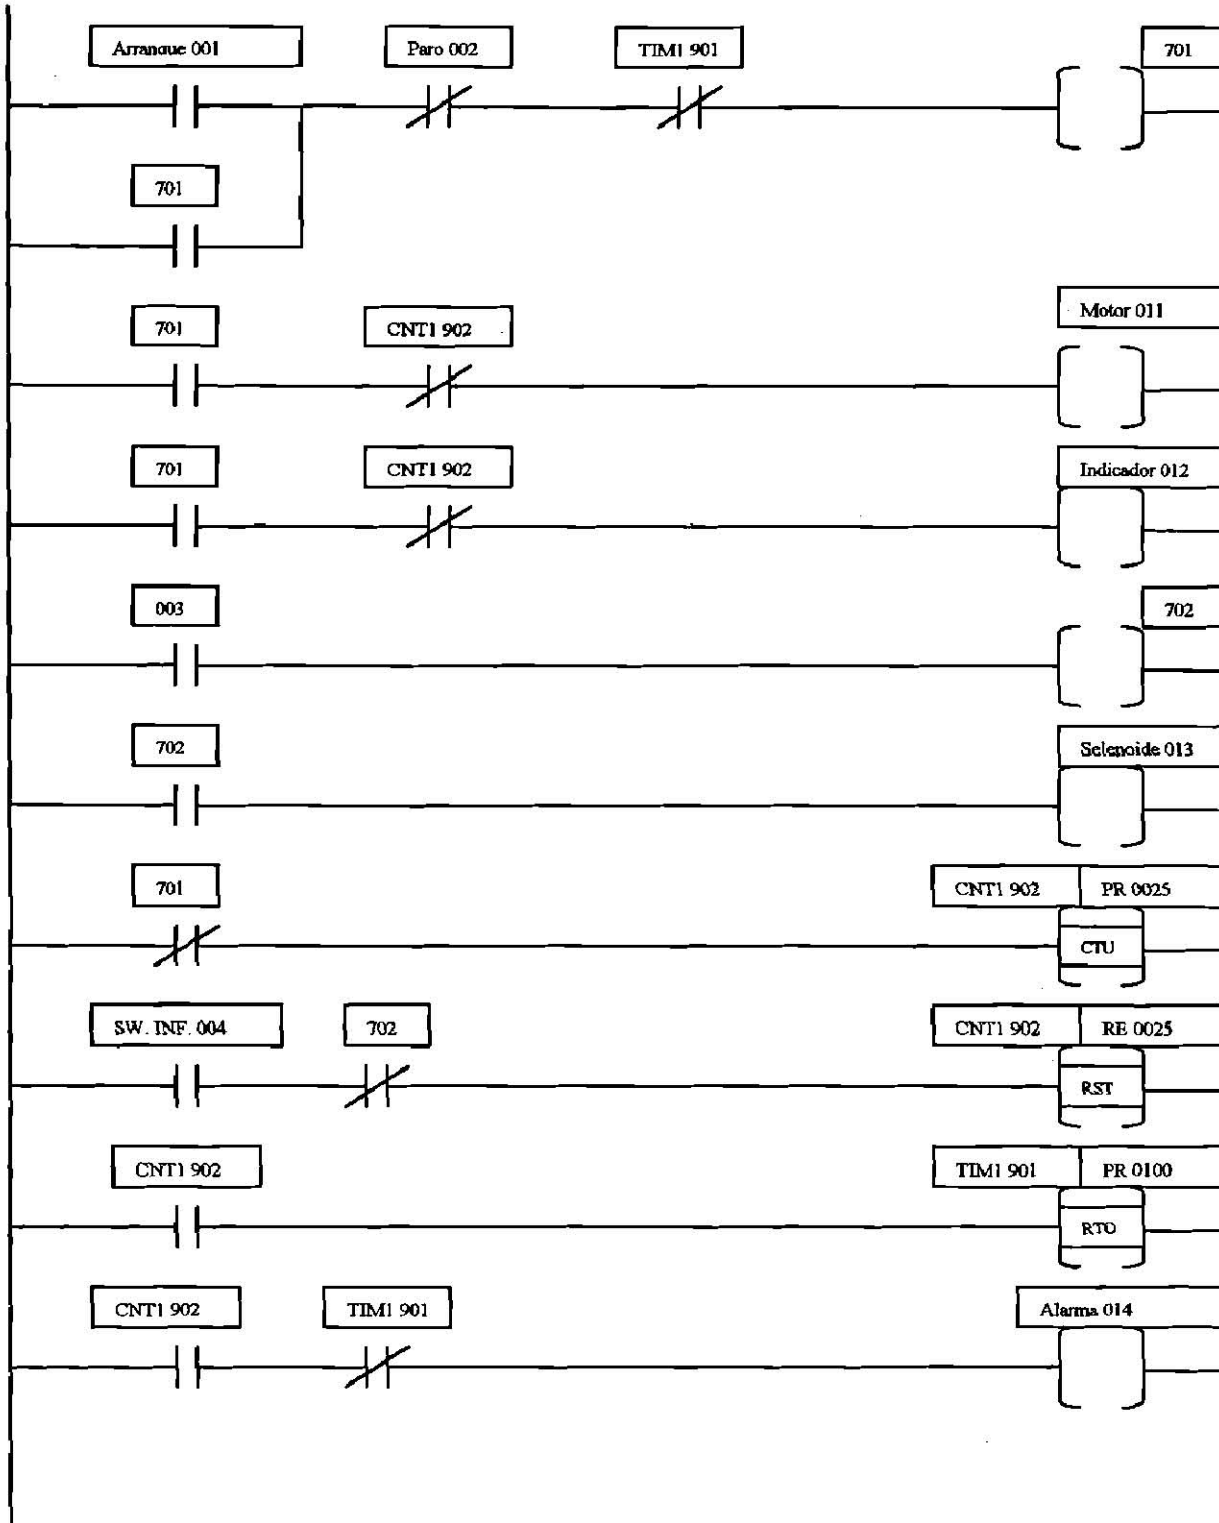 Arranque 001 Paro 002 TIM1 901 701
701
Motor 011
701 CNT1 902
701 CNT1 902 Indicador 012
003 702
702 Selenoide 013
701 CNT1 902 PR 0025
CTU
SW. INF. 004 702 CNT1 902 RE 0025
RST
CNT1 902 TIM1 901 PR 0100
RTO
CNT1 902 TIM1 901 Alarma 014